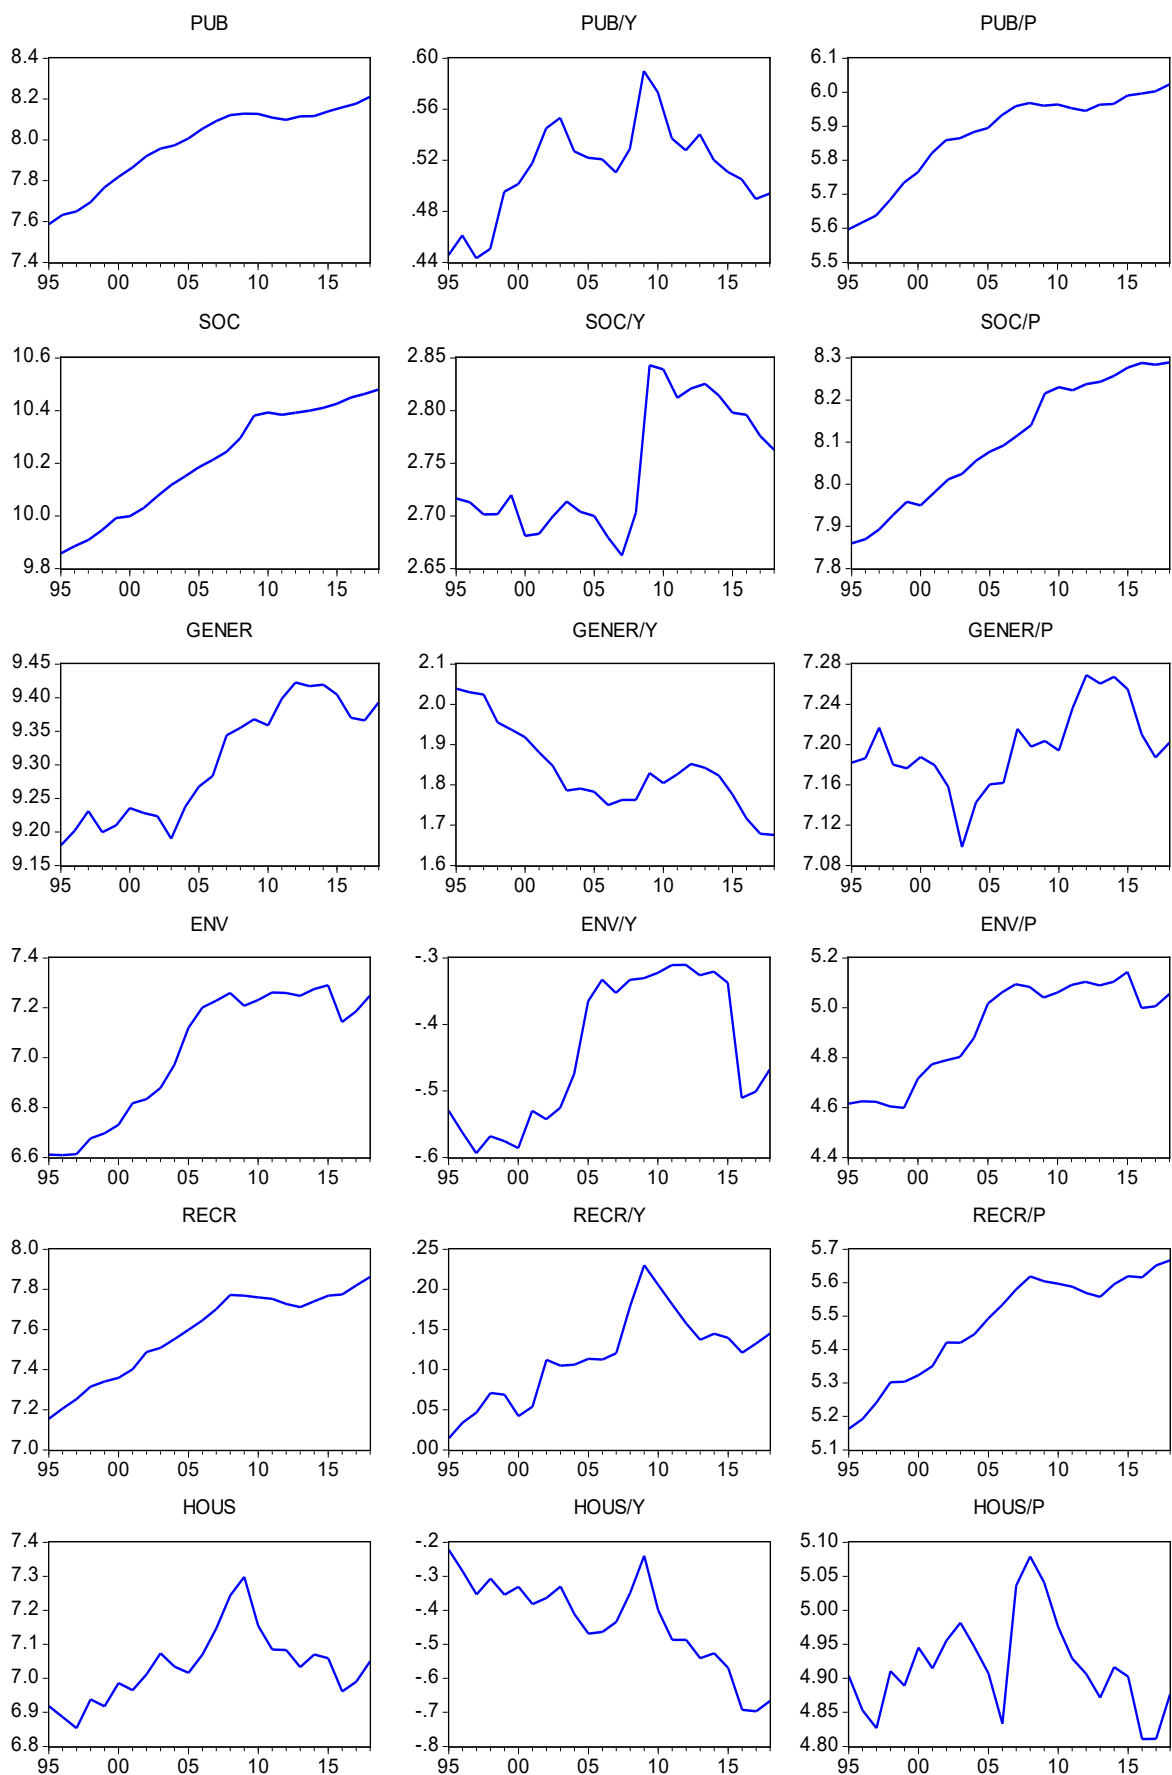 PUB PUB/Y PUB/P
8.4 .60 6.1
8.2 .56 6.0
8.0 .52 5.9
7.8 .48 5.8
7.6 .44 5.7
7.4 5.6
5.5
95 00 05 10 15 95 00 05 10 15 95 00 05 10 15
SOC SOC/Y SOC/P
10.6 2.85 8.3
10.4 2.80 8.2
10.2 2.75 8.1
10.0 2.70 8.0
9.8 2.65 7.9
7.8
95 00 05 10 15 95 00 05 10 15 95 00 05 10 15
GENER GENER/Y GENER/P
9.45 2.1 7.28
9.40 2.0 7.24
9.35 1.9 7.20
9.30 1.8 7.16
9.25 1.7 7.12
9.20 1.6 7.08
9.15
95 00 05 10 15 95 00 05 10 15 95 00 05 10 15
ENV ENV/Y ENV/P
7.4 -.3 5.2
7.2 -.4 5.0
7.0 -.5 4.8
6.8 -.6 4.6
6.6 4.4
95 00 05 10 15 95 00 05 10 15 95 00 05 10 15
RECR RECR/Y RECR/P
8.0 .25 5.7
7.8 .20 5.6
7.6 .15 5.5
7.4 .10 5.4
7.2 .05 5.3
7.0 .00 5.2
5.1
95 00 05 10 15 95 00 05 10 15 95 00 05 10 15
HOUS HOUS/Y HOUS/P
7.4 -.2 5.10
7.3 -.3 5.05
7.2 -.4 5.00
7.1 -.5 4.95
7.0 -.6 4.90
6.9 -.7 4.85
6.8 -.8 4.80
95 00 05 10 15 95 00 05 10 15 95 00 05 10 15